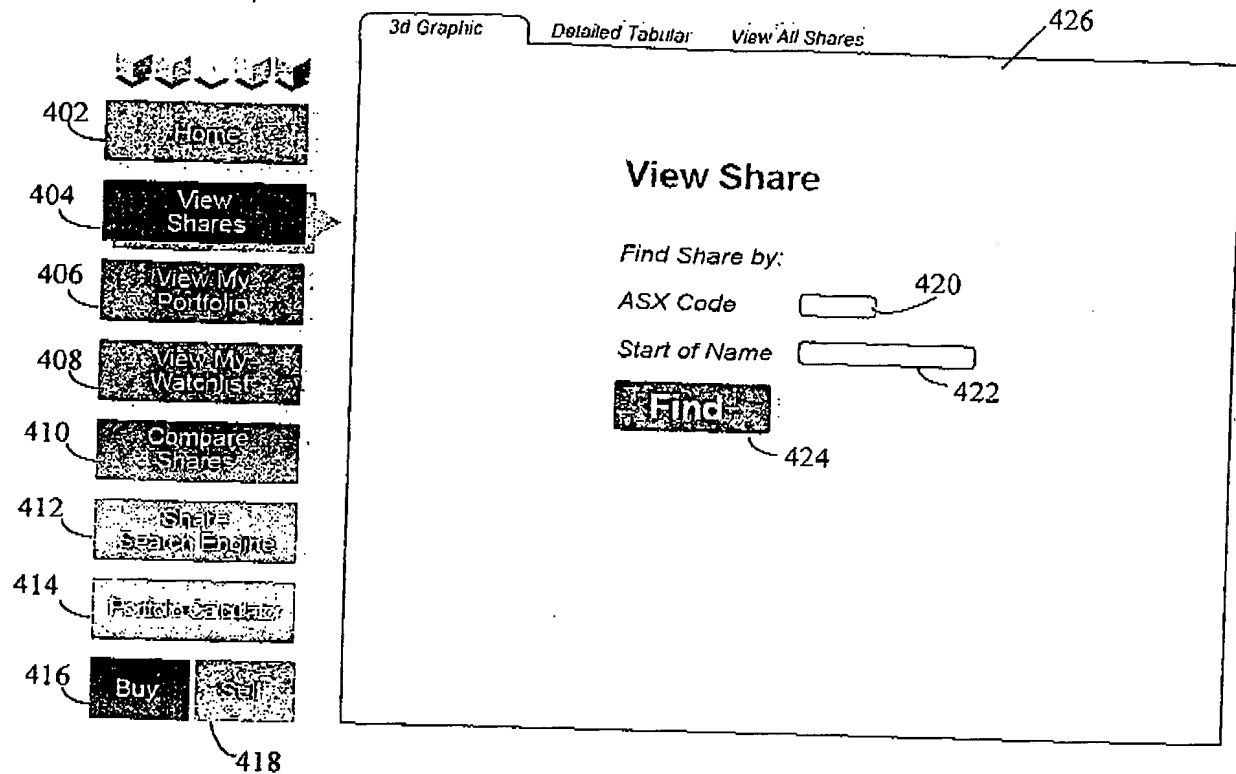 3d Graphic
Detailed Tabular
View All Shares
426
402
Home
404
View
Shares
406
View My
Portfolio
408
View My
Watchlist
410
Compare
Shares
412
Share
Search Engine
414
Portfolio Calculator
416
Buy
Sell
418
View Share
Find Share by:
ASX Code
420
Start of Name
422
Find
424